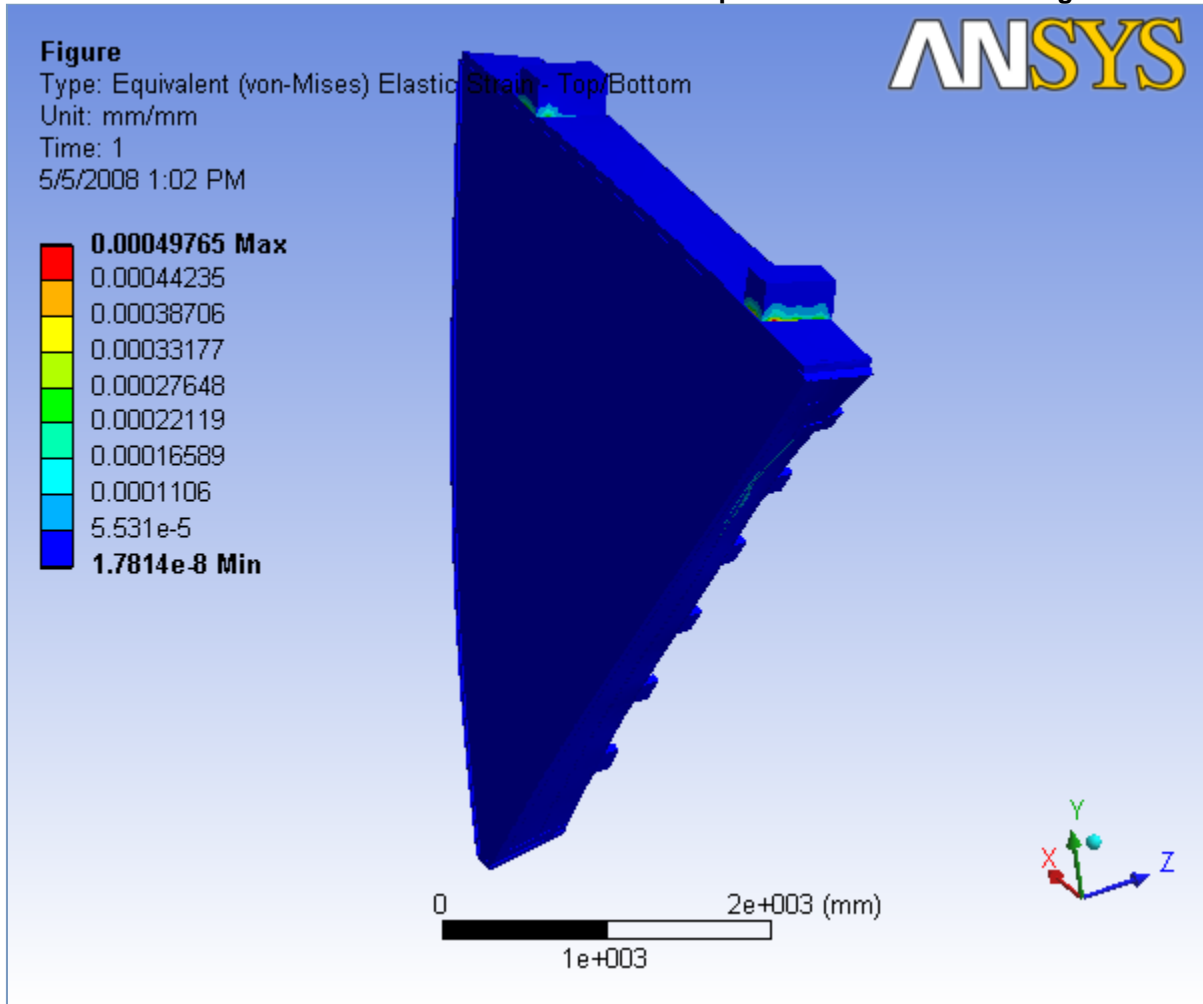 Figure
Type: Equivalent (von-Mises) Elastic Strain - Top/Bottom
Unit: mm/mm
Time: 1
5/5/2008 1:02 PM
ANSYS
0.00049765 Max
0.00044235
0.00038706
0.00033177
0.00027648
0.00022119
0.00016589
0.0001106
5.531e-5
1.7814e-8 Min
Y
X
Z
0
2e+003 (mm)
1e+003